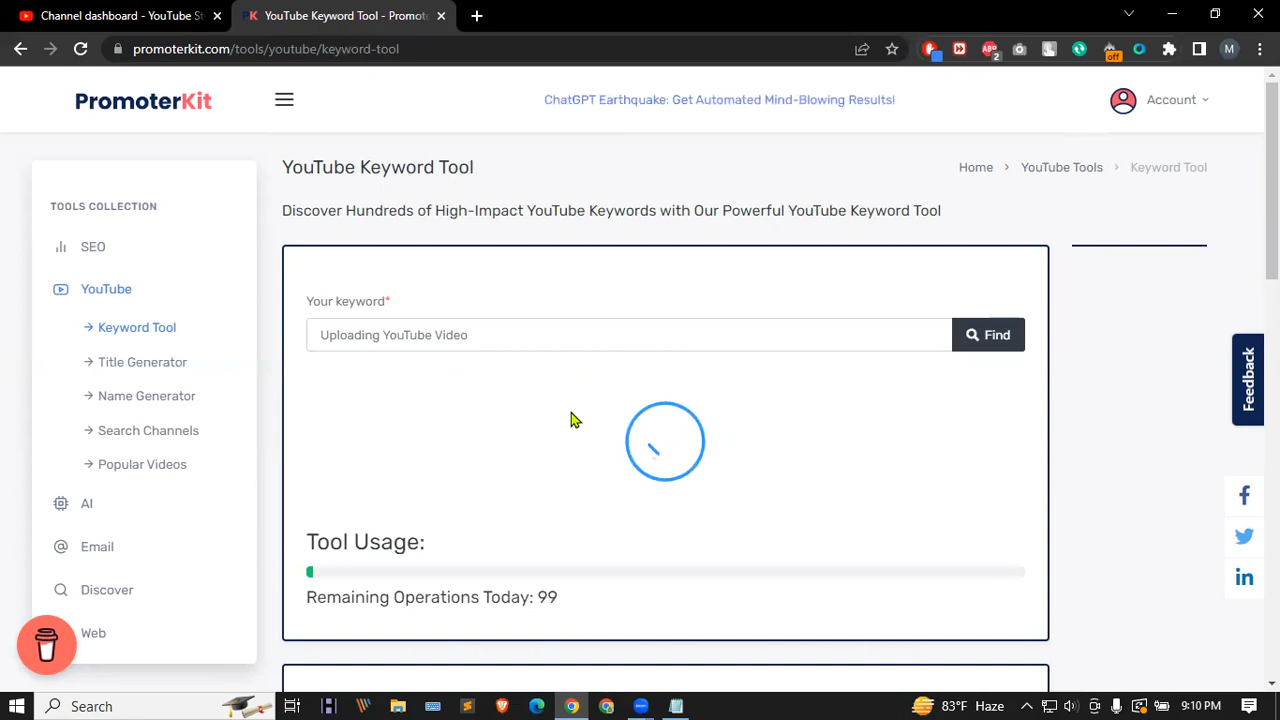 Channel dashboard - YouTube St
YouTube Keyword Tool - Promote
promoterkit.com/tools/youtube/keyword-tool
2
off
M
PromoterKit
ChatGPT Earthquake: Get Automated Mind-Blowing Results!
Account
YouTube Keyword Tool
Home > YouTube Tools > Keyword Tool
Discover Hundreds of High-Impact YouTube Keywords with Our Powerful YouTube Keyword Tool
TOOLS COLLECTION
SEO
YouTube
Keyword Tool
Title Generator
Name Generator
Search Channels
Popular Videos
AI
Email
Discover
Web
Your keyword*
Uploading YouTube Video
Find
Tool Usage:
Remaining Operations Today: 99
Feedback
Search
83°F Haze
9:10 PM